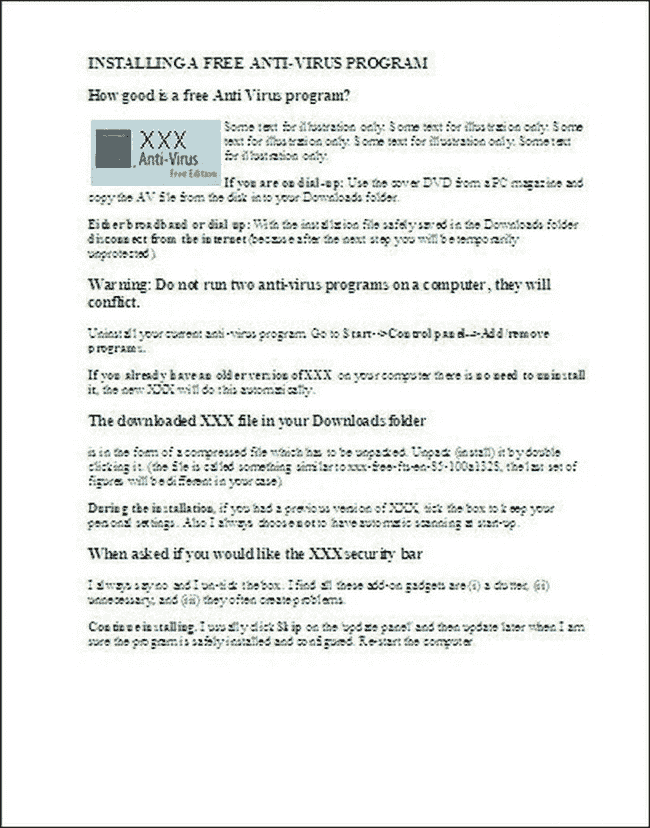 INSTALLING A FREE ANTI-VIRUS PROGRAM
How good is a free Anti Virus program?
XXX
Anti-Virus
Free Edition
Some text for illustration only. Some text for illustration only. Some
text for illustration only. Some text for illustration only. Some text
for illustration only.
If you are on dial-up: Use the cover DVD from a PC magazine and
copy the AV file from the disk into your Downloads folder.
Either broadband or dial up: With the installation file safely saved in the Downloads folder
disconnect from the internet (because after the next step you will be temporarily
unprotected).
Warning: Do not run two anti-virus programs on a computer, they will
conflict.
Uninstall your current anti-virus program. Go to Start-->Control panel-->Add/remove
programs.
If you already have an older version of XXX on your computer there is no need to uninstall
it, the new XXX will do this automatically.
The downloaded XXX file in your Downloads folder
is in the form of a compressed file which has to be unpacked. Unpack (install) it by double
clicking it. (the file is called something similar to xxx-free-fts-en-85-100a1325, the last set of
figures will be different in your case)
During the installation, if you had a previous version of XXX, tick the box to keep your
personal settings. Also I always choose not to have automatic scanning at start-up.
When asked if you would like the XXX security bar
I always say no and I un-tick the box. I find all these add-on gadgets are (i) a clutter, (ii)
unnecessary, and (iii) they often create problems.
Continue installing. I usually click Skip on the 'update panel' and then update later when I am
sure the program is safely installed and configured. Re-start the computer.